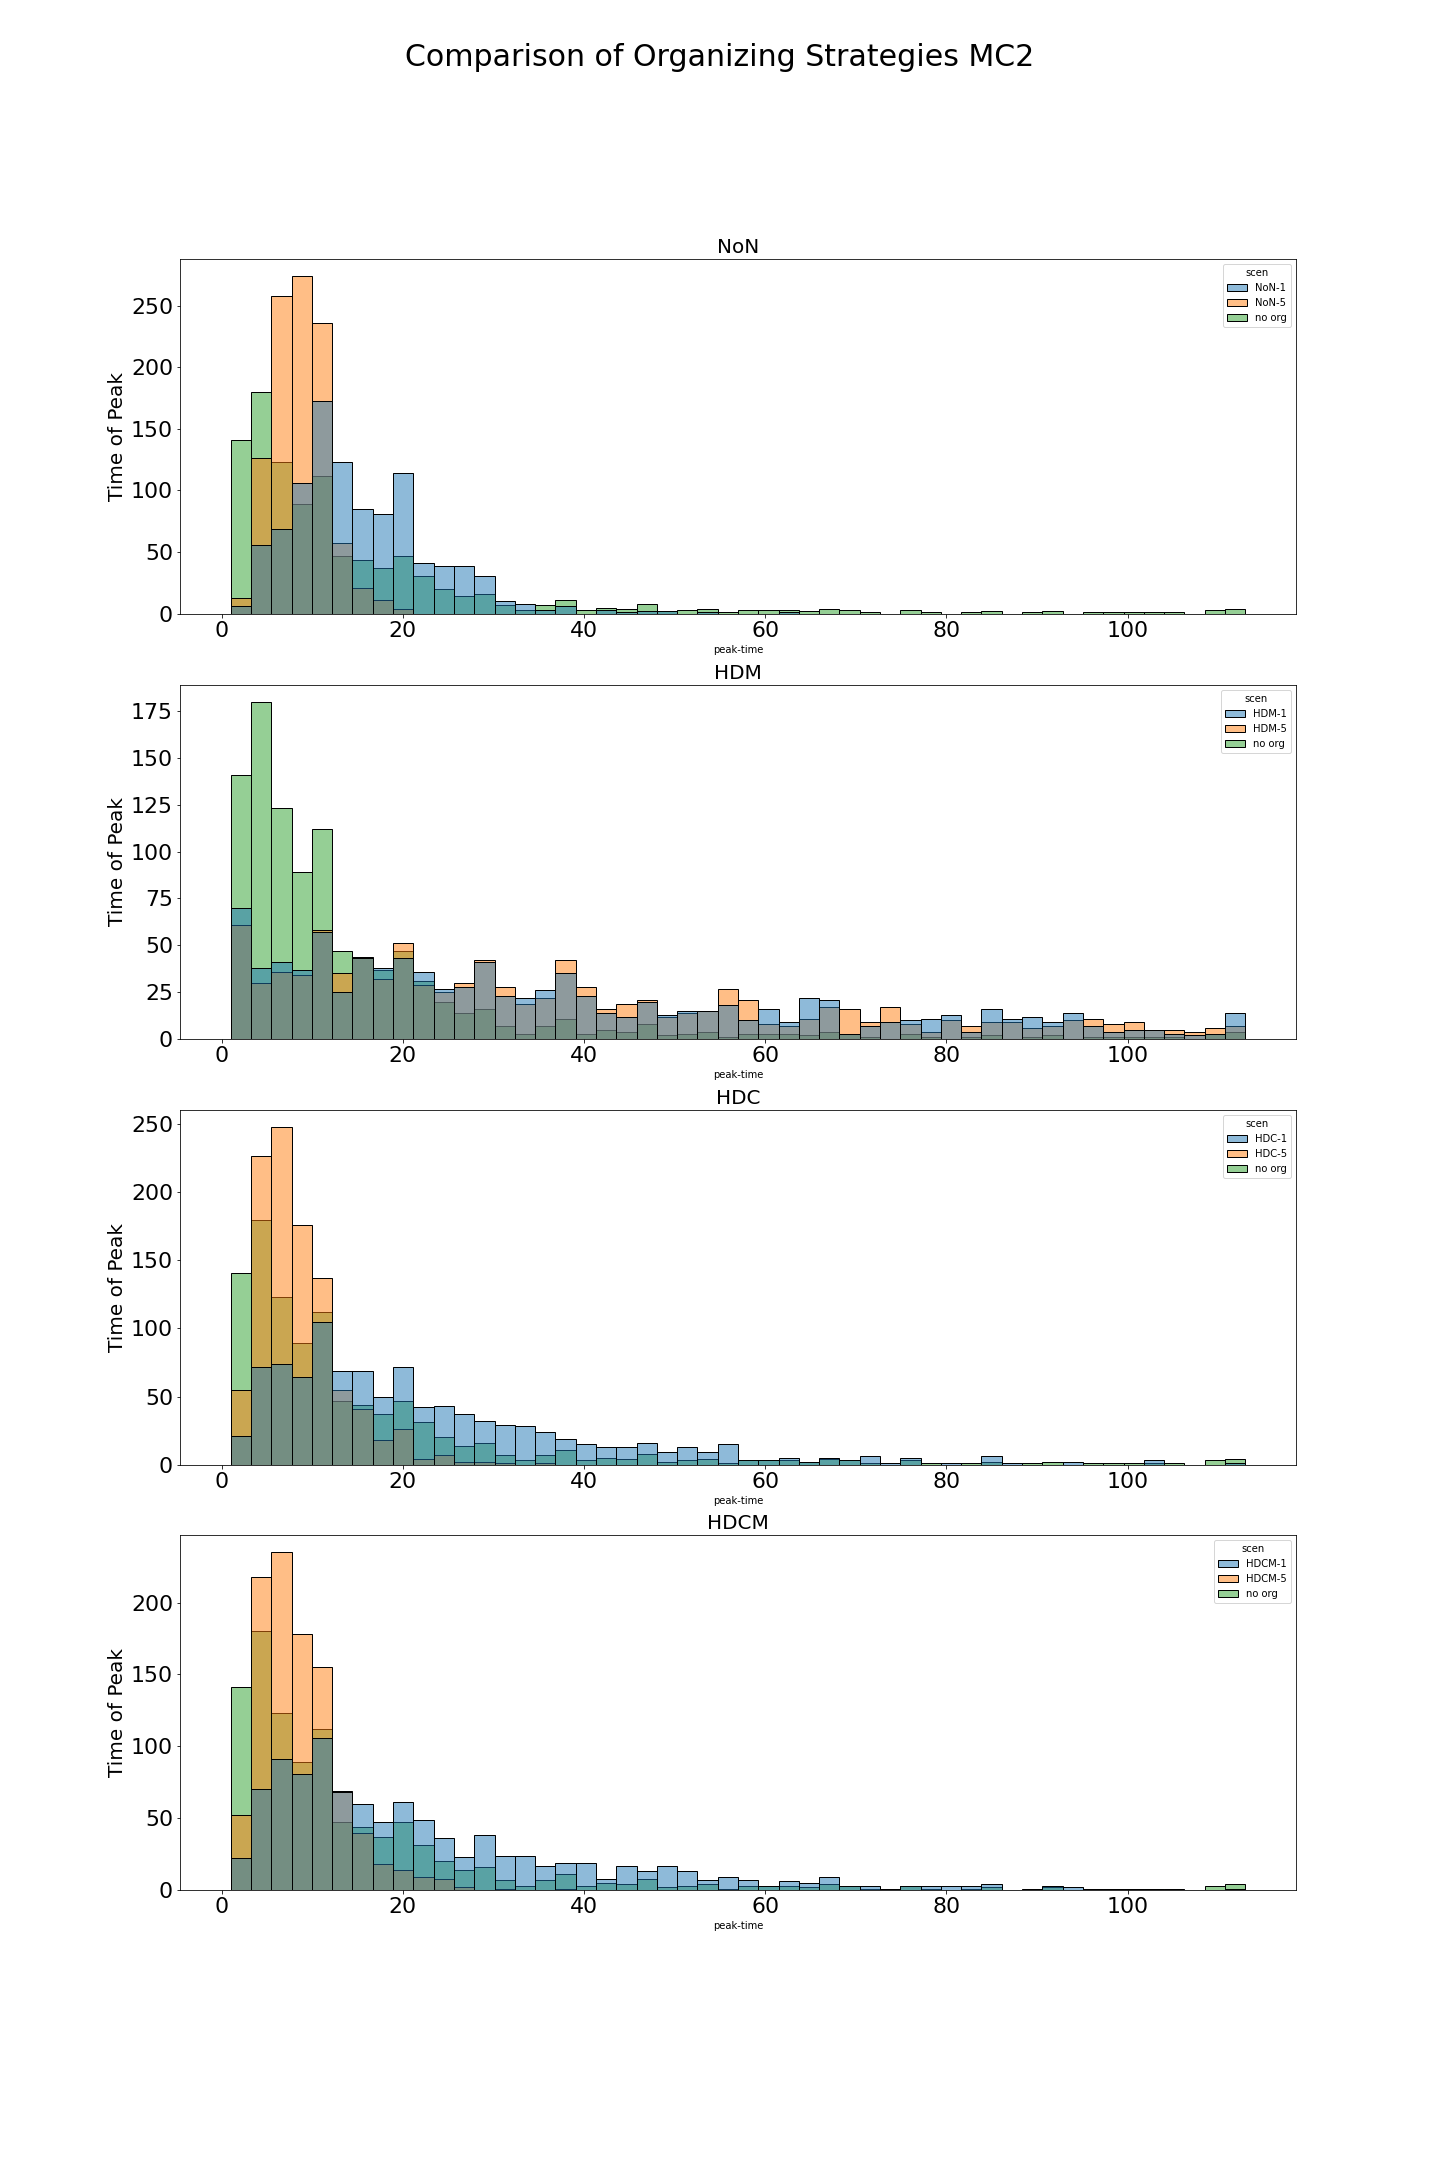 Comparison of Organizing Strategies MC2
NoN
Time of Peak
250
200
150
100
50
0
scen
NoN-1
NoN-5
no org
0 20 40 60 80 100
peak-time
HDM
Time of Peak
175
150
125
100
75
50
25
0
scen
HDM-1
HDM-5
no org
0 20 40 60 80 100
peak-time
HDC
Time of Peak
250
200
150
100
50
0
scen
HDC-1
HDC-5
no org
0 20 40 60 80 100
peak-time
HDCM
Time of Peak
200
150
100
50
0
scen
HDCM-1
HDCM-5
no org
0 20 40 60 80 100
peak-time